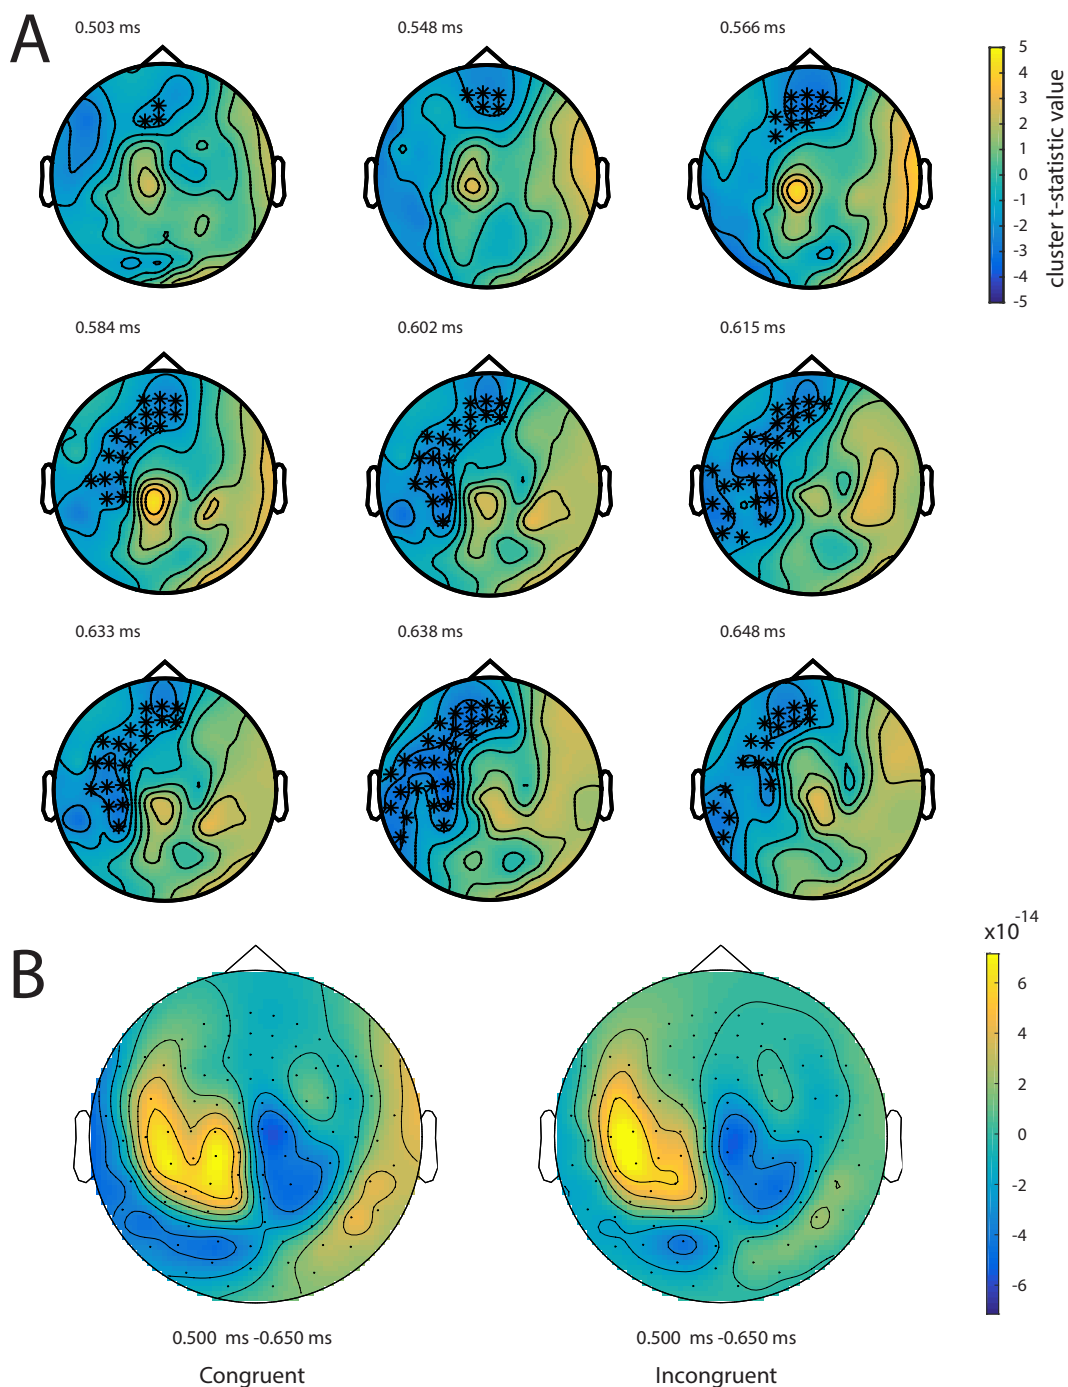 A
0.503 ms
0.548 ms
0.566 ms
5
4
3
2
1
0
-1
-2
-3
-4
-5
cluster t-statistic value
0.584 ms
0.602 ms
0.615 ms
0.633 ms
0.638 ms
0.648 ms
B
x10-14
6
4
2
0
-2
-4
-6
0.500 ms -0.650 ms
0.500 ms -0.650 ms
Congruent
Incongruent